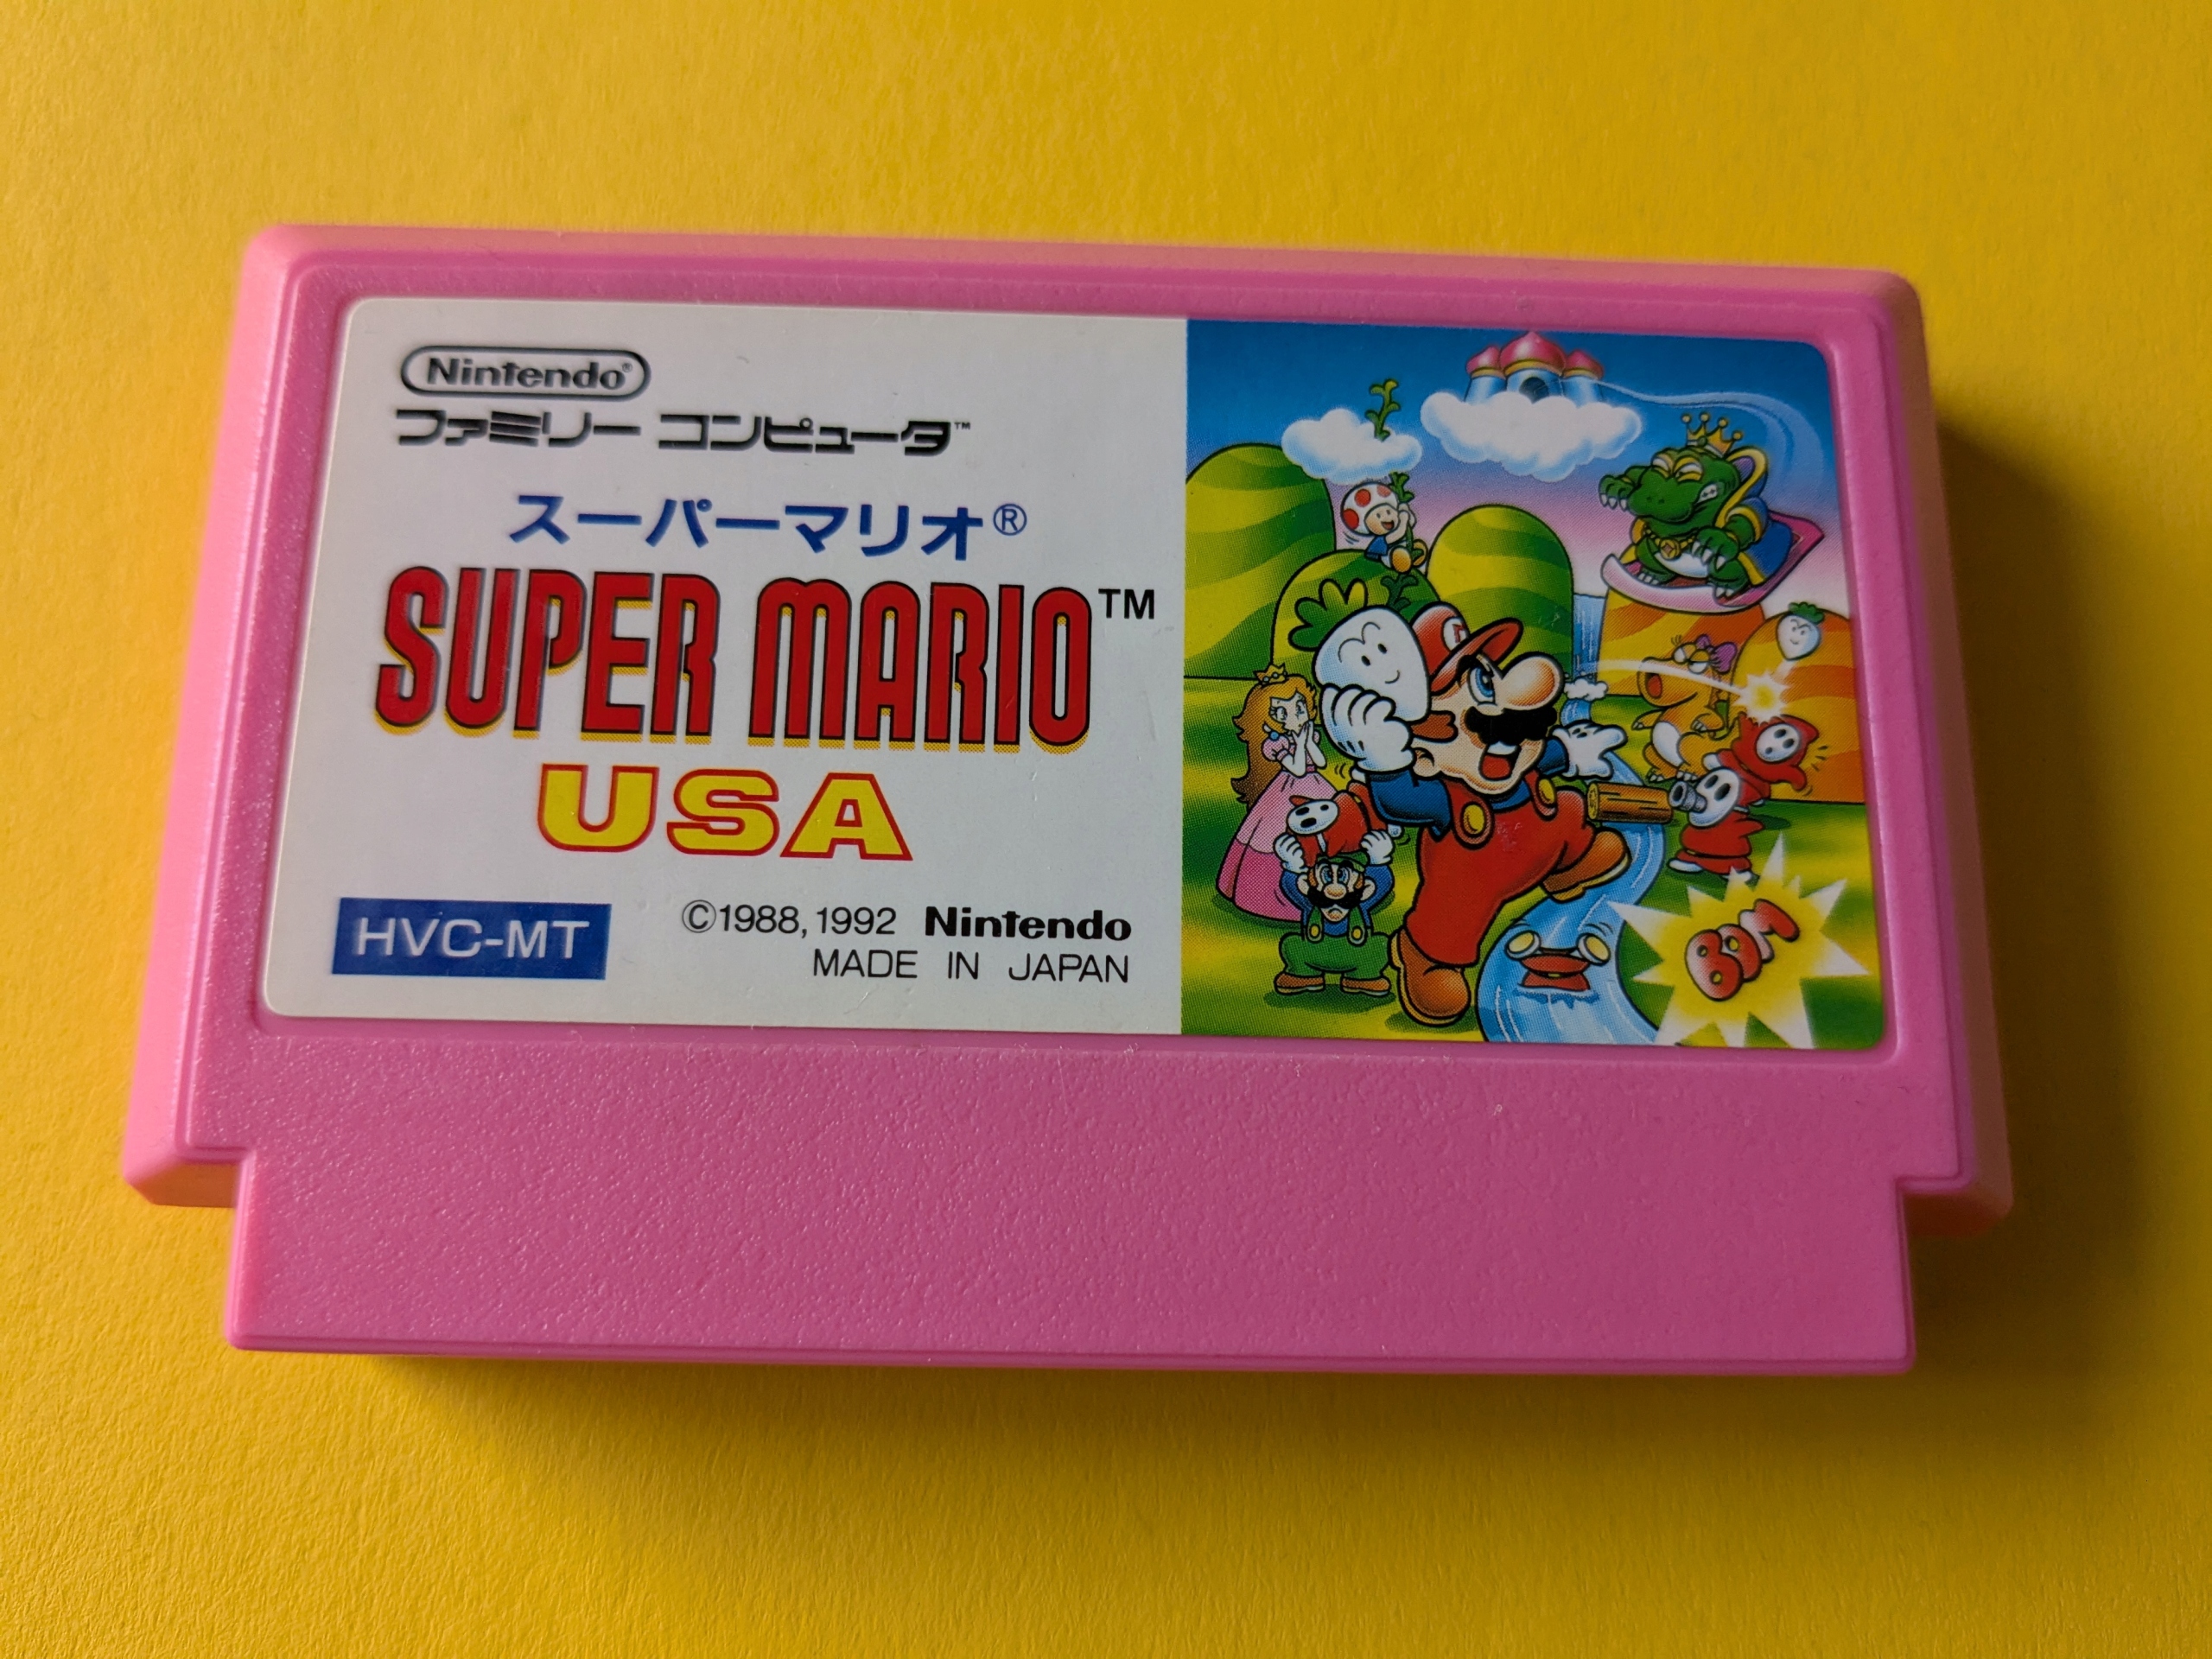 Nintendo®
ファミリー コンピュータ™
スーパーマリオ®
SUPER MARIO™
USA
HVC-MT
©1988,1992 Nintendo
MADE IN JAPAN
BOM